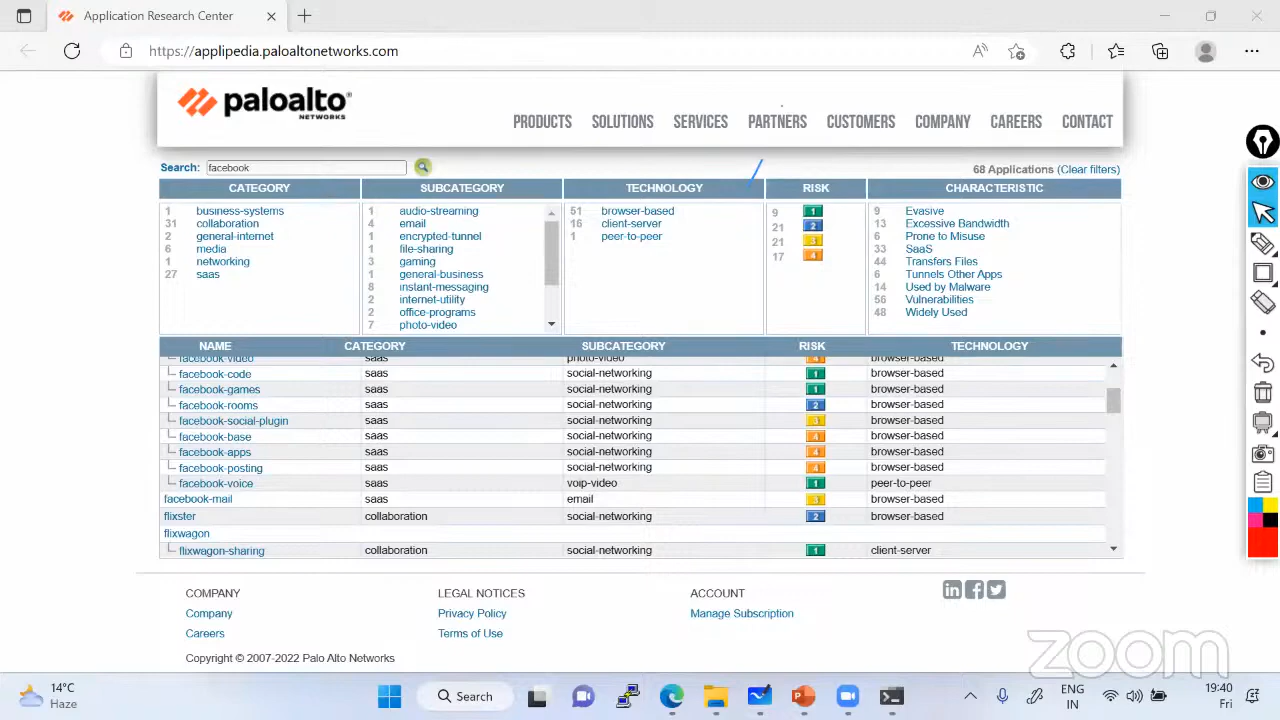 Application Research Center
https://applipedia.paloaltonetworks.com
paloalto®
NETWORKS
PRODUCTS SOLUTIONS SERVICES PARTNERS CUSTOMERS COMPANY CAREERS CONTACT
Search: facebook
68 Applications (Clear filters)
CATEGORY SUBCATEGORY TECHNOLOGY RISK CHARACTERISTIC
1 business-systems 1 audio-streaming 51 browser-based 9 1 9 Evasive
31 collaboration 4 email 16 client-server 21 2 13 Excessive Bandwidth
2 general-internet 1 encrypted-tunnel 1 peer-to-peer 21 3 6 Prone to Misuse
6 media 1 file-sharing 17 4 33 SaaS
1 networking 3 gaming 44 Transfers Files
27 saas 1 general-business 6 Tunnels Other Apps
8 instant-messaging 14 Used by Malware
2 internet-utility 56 Vulnerabilities
2 office-programs 48 Widely Used
7 photo-video
NAME CATEGORY SUBCATEGORY RISK TECHNOLOGY
facebook-video saas photo-video 4 browser-based
facebook-code saas social-networking 1 browser-based
facebook-games saas social-networking 1 browser-based
facebook-rooms saas social-networking 2 browser-based
facebook-social-plugin saas social-networking 3 browser-based
facebook-base saas social-networking 4 browser-based
facebook-apps saas social-networking 4 browser-based
facebook-posting saas social-networking 4 browser-based
facebook-voice saas voip-video 1 peer-to-peer
facebook-mail saas email 3 browser-based
flixster collaboration social-networking 2 browser-based
flixwagon
flixwagon-sharing collaboration social-networking 1 client-server
COMPANY LEGAL NOTICES ACCOUNT
Company Privacy Policy Manage Subscription
Careers Terms of Use
Copyright © 2007-2022 Palo Alto Networks
zoom
14°C
Haze
Search
ENG
IN
19:40
Fri